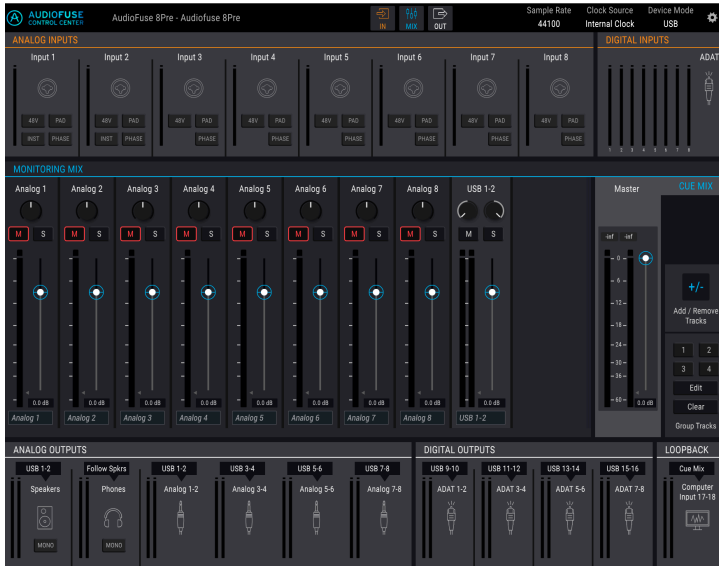 AUDIOFUSE
CONTROL CENTER
AudioFuse 8Pre - Audiofuse 8Pre
IN MIX OUT
Sample Rate Clock Source Device Mode
44100 Internal Clock USB
ANALOG INPUTS DIGITAL INPUTS
Input 1 Input 2 Input 3 Input 4 Input 5 Input 6 Input 7 Input 8 ADAT
48V PAD 48V PAD 48V PAD 48V PAD 48V PAD 48V PAD 48V PAD 48V PAD
INST PHASE INST PHASE PHASE PHASE PHASE PHASE PHASE PHASE
1 2 3 4 5 6 7 8
MONITORING MIX CUE MIX
Analog 1 Analog 2 Analog 3 Analog 4 Analog 5 Analog 6 Analog 7 Analog 8 USB 1-2 Master
M S M S M S M S M S M S M S M S M S
-inf -inf
0
6
12
18
24
30
36
60
+/-
Add / Remove
Tracks
1 2
3 4
Edit
Clear
Group Tracks
0.0 dB 0.0 dB 0.0 dB 0.0 dB 0.0 dB 0.0 dB 0.0 dB 0.0 dB 0.0 dB 0.0 dB
Analog 1 Analog 2 Analog 3 Analog 4 Analog 5 Analog 6 Analog 7 Analog 8 USB 1-2
ANALOG OUTPUTS DIGITAL OUTPUTS LOOPBACK
USB 1-2 Follow Spkrs USB 1-2 USB 3-4 USB 5-6 USB 7-8 USB 9-10 USB 11-12 USB 13-14 USB 15-16 Cue Mix
Speakers Phones Analog 1-2 Analog 3-4 Analog 5-6 Analog 7-8 ADAT 1-2 ADAT 3-4 ADAT 5-6 ADAT 7-8 Computer
Input 17-18
MONO MONO